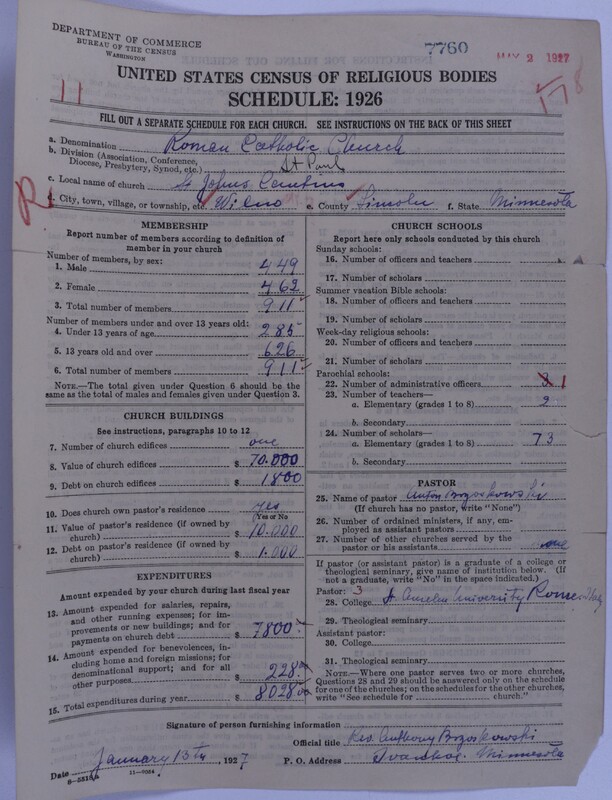 DEPARTMENT OF COMMERCE
BUREAU OF THE CENSUS
WASHINGTON
7760
MAY 2 1927
11
178
UNITED STATES CENSUS OF RELIGIOUS BODIES
SCHEDULE: 1926
FILL OUT A SEPARATE SCHEDULE FOR EACH CHURCH. SEE INSTRUCTIONS ON THE BACK OF THIS SHEET
a. Denomination Roman Catholic Church
b. Division (Association, Conference, Diocese, Presbytery, Synod, etc.) St Paul
c. Local name of church St Johns Cantius
d. City, town, village, or township, etc. Wilno e. County Lincoln f. State Minnesota
R
MEMBERSHIP
Report number of members according to definition of member in your church
Number of members, by sex:
1. Male 449
2. Female 462
3. Total number of members 911
Number of members under and over 13 years old:
4. Under 13 years of age 285
5. 13 years old and over 626
6. Total number of members 911
NOTE.—The total given under Question 6 should be the same as the total of males and females given under Question 3.
CHURCH BUILDINGS
See instructions, paragraphs 10 to 12
7. Number of church edifices one
8. Value of church edifices $ 70.000
9. Debt on church edifices $ 1800
10. Does church own pastor's residence yes
(Yes or No)
11. Value of pastor's residence (if owned by church) $ 10.000
12. Debt on pastor's residence (if owned by church) $ 1.000
EXPENDITURES
Amount expended by your church during last fiscal year
13. Amount expended for salaries, repairs, and other running expenses; for improvements or new buildings; and for payments on church debt $ 7800.
14. Amount expended for benevolences, including home and foreign missions; for denominational support; and for all other purposes $ 228.
15. Total expenditures during year $ 8028.00
CHURCH SCHOOLS
Report here only schools conducted by this church
Sunday schools:
16. Number of officers and teachers
17. Number of scholars
Summer vacation Bible schools:
18. Number of officers and teachers
19. Number of scholars
Week-day religious schools:
20. Number of officers and teachers
21. Number of scholars
Parochial schools:
22. Number of administrative officers 3 1
23. Number of teachers—
a. Elementary (grades 1 to 8) 2
b. Secondary
24. Number of scholars—
a. Elementary (grades 1 to 8) 73
b. Secondary
PASTOR
25. Name of pastor Anton Brzoskowski
(If church has no pastor, write "None")
26. Number of ordained ministers, if any, employed as assistant pastors
27. Number of other churches served by the pastor or his assistants one
If pastor (or assistant pastor) is a graduate of a college or theological seminary, give name of institution below. (If not a graduate, write "No" in the space indicated.)
Pastor: 3
28. College University Rome Italy
29. Theological seminary
Assistant pastor:
30. College
31. Theological seminary
NOTE.—Where one pastor serves two or more churches, Questions 28 and 29 should be answered only on the schedule for one of the churches; on the schedules for the other churches, write "See schedule for ........ church."
Signature of person furnishing information Rev. Anthony Brzoskowski
Official title
Date January 13th, 1927 P. O. Address Ivanhoe. Minnesota
11—9064